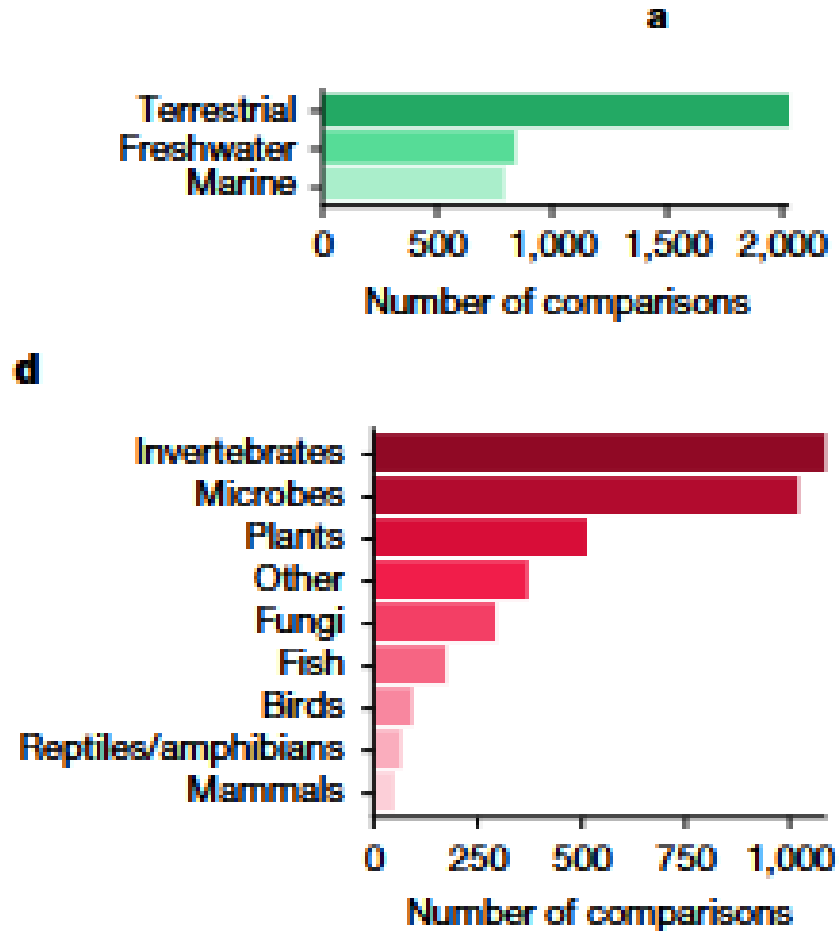 a
Terrestrial
Freshwater
Marine
0 500 1,000 1,500 2,000
Number of comparisons
d
Invertebrates
Microbes
Plants
Other
Fungi
Fish
Birds
Reptiles/amphibians
Mammals
0 250 500 750 1,000
Number of comparisons